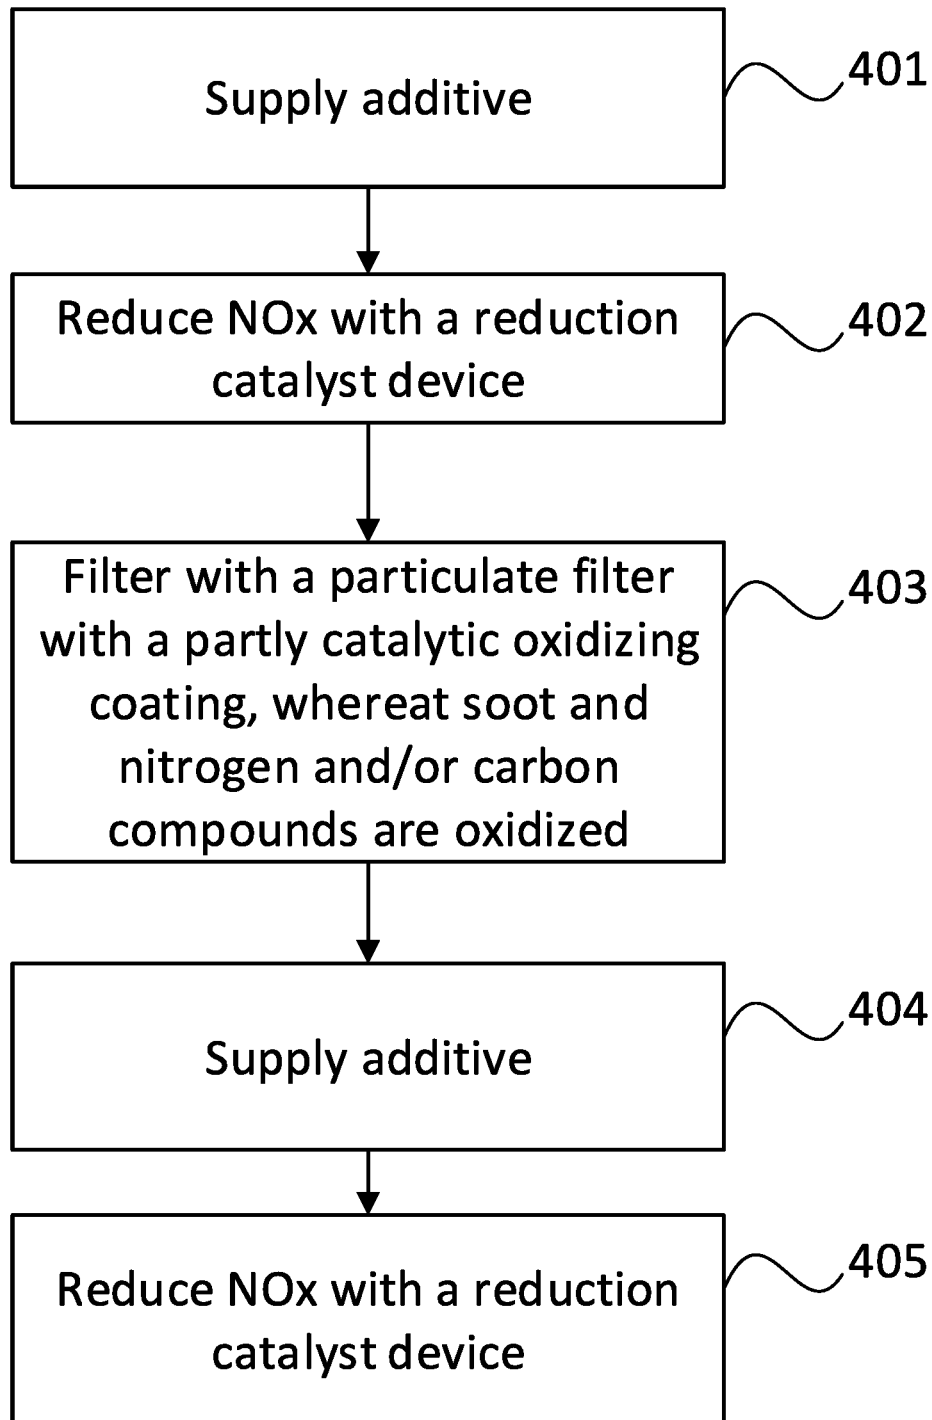 Supply additive
401
Reduce NOx with a reduction
catalyst device
402
Filter with a particulate filter
with a partly catalytic oxidizing
coating, whereat soot and
nitrogen and/or carbon
compounds are oxidized
403
Supply additive
404
Reduce NOx with a reduction
catalyst device
405